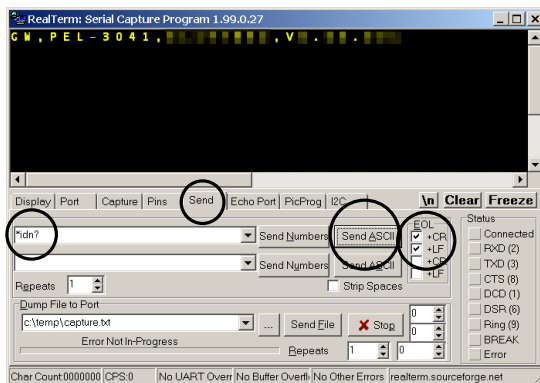 RealTerm: Serial Capture Program 1.99.0.27
GW,PEL-3041, ,V . .
Display Port Capture Pins Send Echo Port PicProg I2C \n Clear Freeze
*idn? Send Numbers Send ASCII
EOL
+CR
+LF
Send Numbers Send ASCII
+CR
+LF
Repeats 1 Strip Spaces
Dump File to Port
c:\temp\capture.txt ... Send File Stop 0
0
Error Not In-Progress
Repeats 1 0
Status
Connected
RXD (2)
TXD (3)
CTS (8)
DCD (1)
DSR (6)
Ring (9)
BREAK
Error
Char Count:0000000 CPS:0 No UART Overr No Buffer Overfl No Other Errors realterm.sourceforge.net